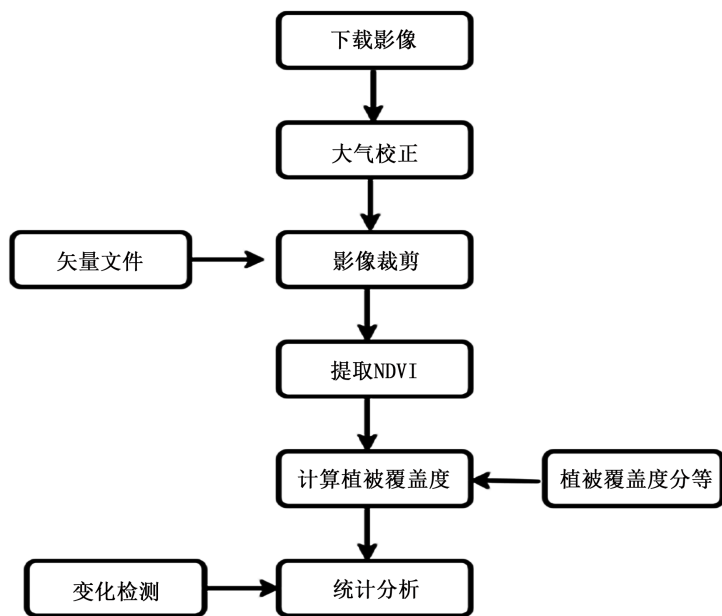 下载影像
大气校正
矢量文件
影像裁剪
提取NDVI
计算植被覆盖度
植被覆盖度分等
变化检测
统计分析